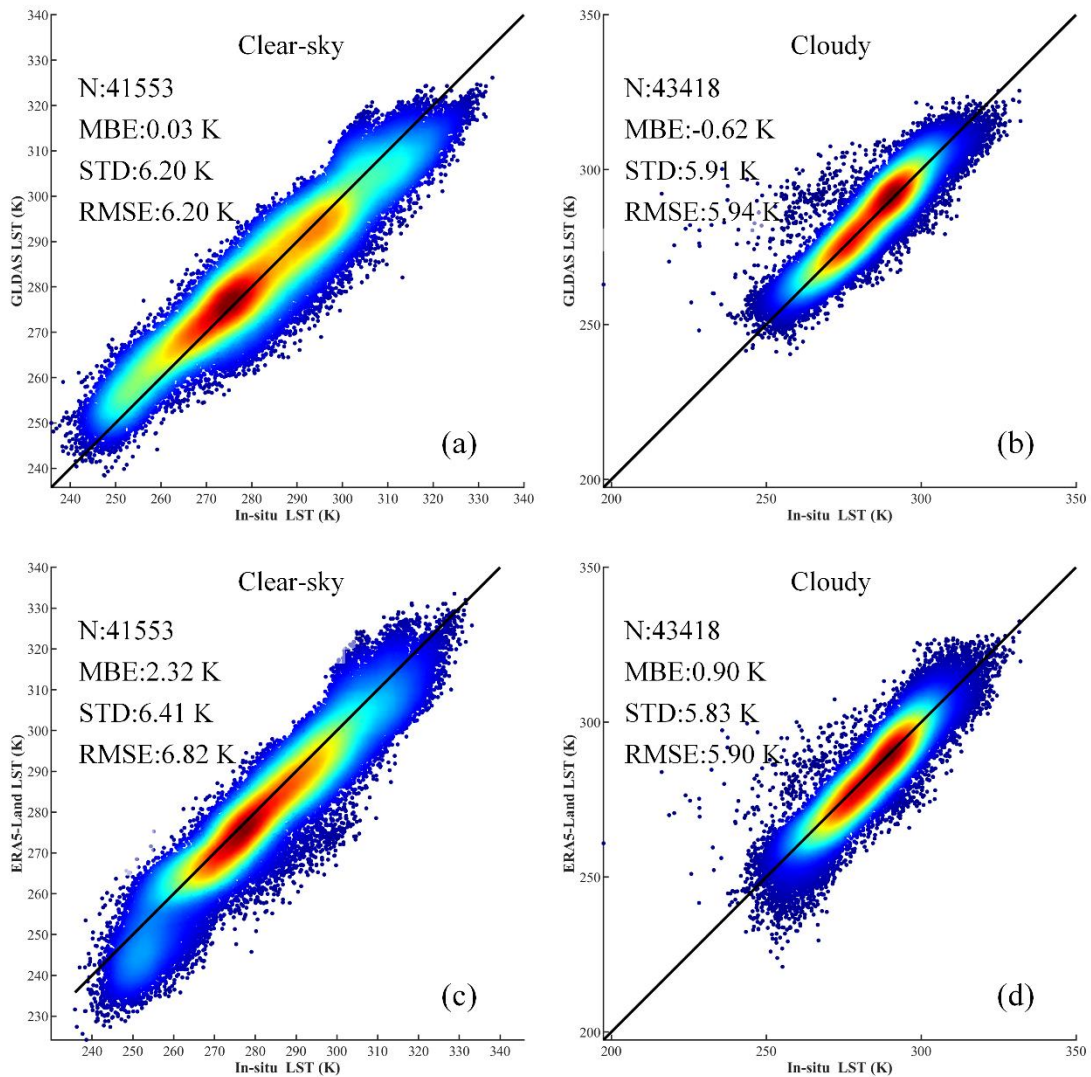 340
330
320
310
300
290
280
270
260
250
240
GLDAS LST (K)
Clear-sky
N:41553
MBE:0.03 K
STD:6.20 K
RMSE:6.20 K
(a)
240 250 260 270 280 290 300 310 320 330 340
In-situ LST (K)
350
300
250
200
GLDAS LST (K)
Cloudy
N:43418
MBE:-0.62 K
STD:5.91 K
RMSE:5.94 K
(b)
200 250 300 350
In-situ LST (K)
340
330
320
310
300
290
280
270
260
250
240
230
ERA5-Land LST (K)
Clear-sky
N:41553
MBE:2.32 K
STD:6.41 K
RMSE:6.82 K
(c)
240 250 260 270 280 290 300 310 320 330 340
In-situ LST (K)
350
300
250
200
ERA5-Land LST (K)
Cloudy
N:43418
MBE:0.90 K
STD:5.83 K
RMSE:5.90 K
(d)
200 250 300 350
In-situ LST (K)